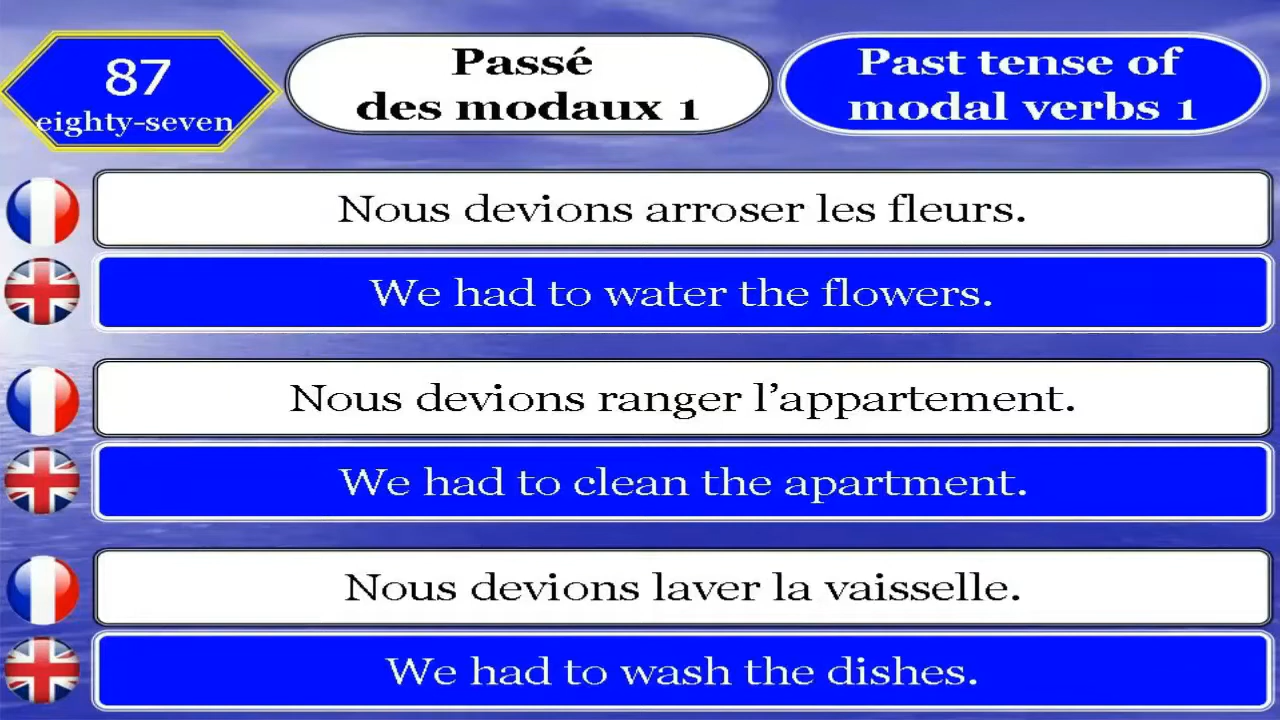 87
eighty-seven
Passé
des modaux 1
Past tense of
modal verbs 1
Nous devions arroser les fleurs.
We had to water the flowers.
Nous devions ranger l’appartement.
We had to clean the apartment.
Nous devions laver la vaisselle.
We had to wash the dishes.